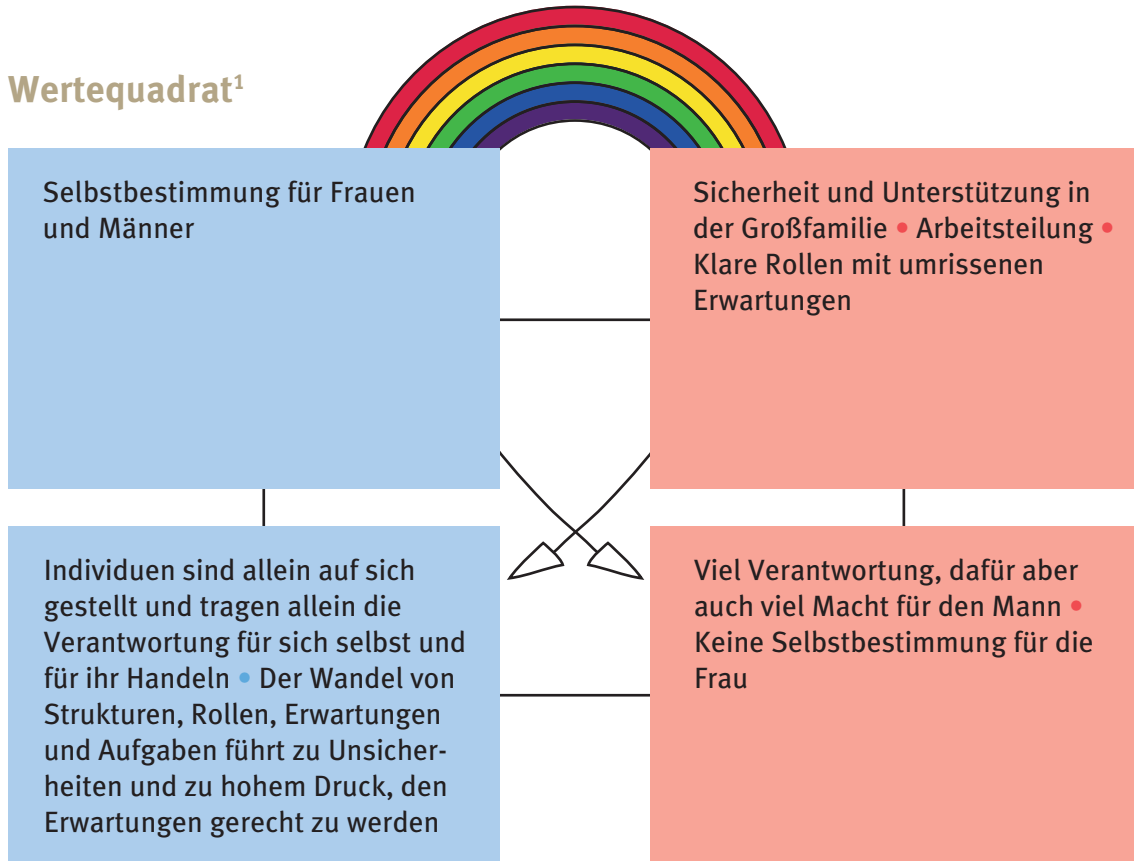 Wertequadrat¹
Selbstbestimmung für Frauen
und Männer
Sicherheit und Unterstützung in
der Großfamilie • Arbeitsteilung •
Klare Rollen mit umrissenen
Erwartungen
Individuen sind allein auf sich
gestellt und tragen allein die
Verantwortung für sich selbst und
für ihr Handeln • Der Wandel von
Strukturen, Rollen, Erwartungen
und Aufgaben führt zu Unsicher-
heiten und zu hohem Druck, den
Erwartungen gerecht zu werden
Viel Verantwortung, dafür aber
auch viel Macht für den Mann •
Keine Selbstbestimmung für die
Frau